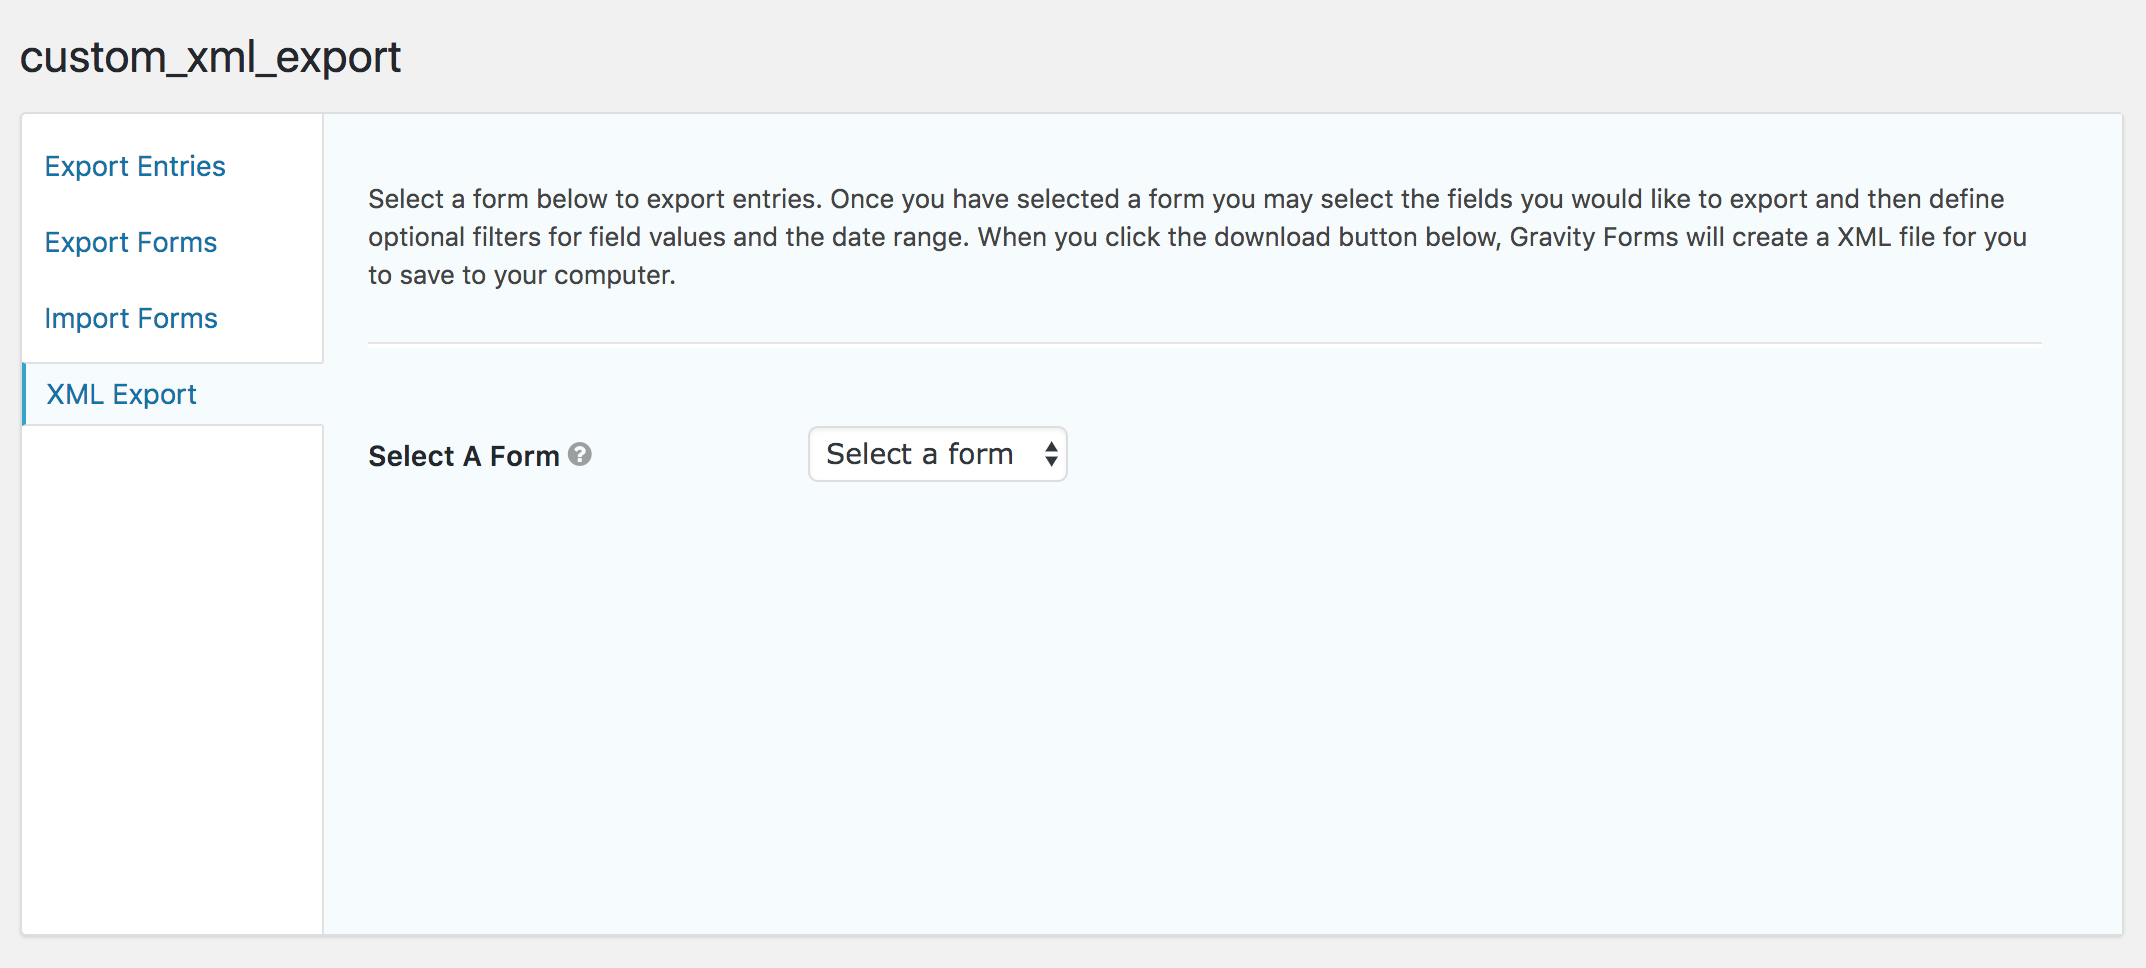 custom_xml_export
Export Entries
Export Forms
Import Forms
XML Export
Select a form below to export entries. Once you have selected a form you may select the fields you would like to export and then define
optional filters for field values and the date range. When you click the download button below, Gravity Forms will create a XML file for you
to save to your computer.
Select A Form ?
Select a form